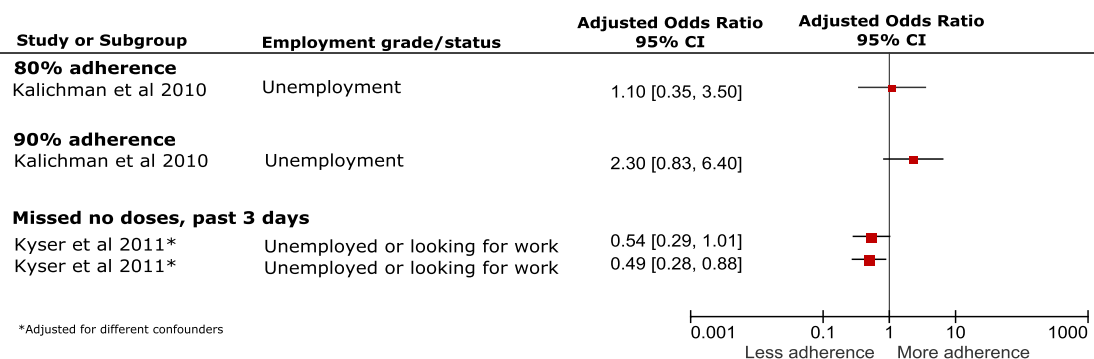 Study or Subgroup Employment grade/status Adjusted Odds Ratio 95% CI Adjusted Odds Ratio 95% CI
80% adherence
Kalichman et al 2010 Unemployment 1.10 [0.35, 3.50]
90% adherence
Kalichman et al 2010 Unemployment 2.30 [0.83, 6.40]
Missed no doses, past 3 days
Kyser et al 2011* Unemployed or looking for work 0.54 [0.29, 1.01]
Kyser et al 2011* Unemployed or looking for work 0.49 [0.28, 0.88]
*Adjusted for different confounders
0.001 0.1 1 10 1000
Less adherence More adherence